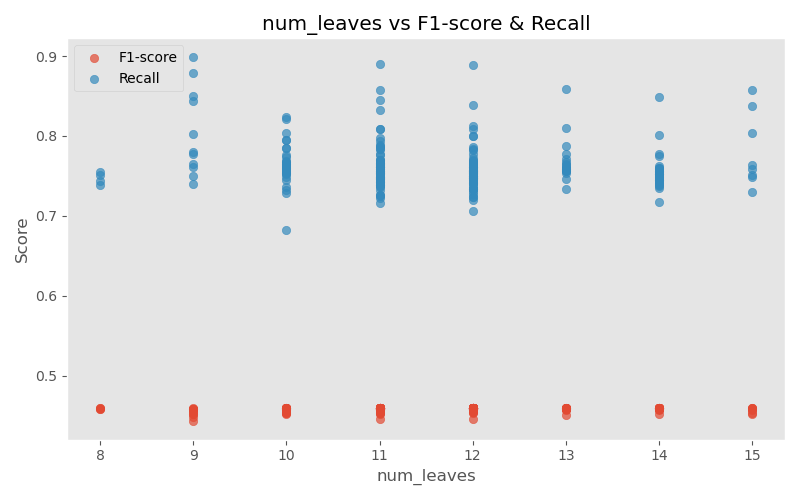 num_leaves vs F1-score & Recall
F1-score
Recall
0.9
0.8
0.7
0.6
0.5
Score
8 9 10 11 12 13 14 15
num_leaves